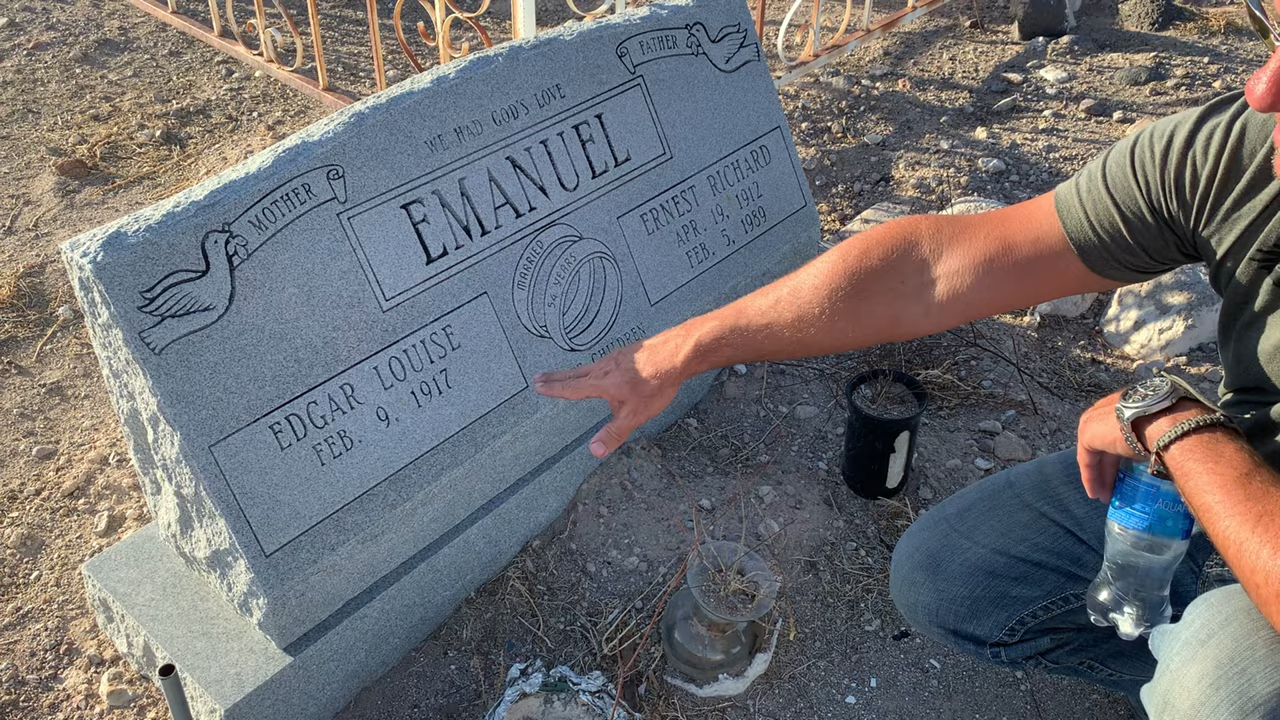 MOTHER
WE HAD GOD'S LOVE
FATHER
EMANUEL
EDGAR LOUISE
FEB. 9. 1917
MARRIED
54 YEARS
ERNEST RICHARD
APR. 19, 1912
FEB. 5, 1989
CHILDREN
AQUA